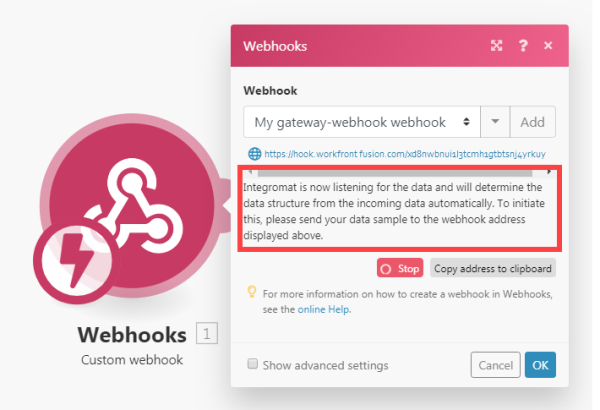 Webhooks
?
×
Webhook
My gateway-webhook webhook
Add
https://hook.workfront.fusion.com/xd8nwbnui1l3tcmh1gtbtsnj4yrkuy
Integromat is now listening for the data and will determine the
data structure from the incoming data automatically. To initiate
this, please send your data sample to the webhook address
displayed above.
Stop
Copy address to clipboard
For more information on how to create a webhook in Webhooks,
see the online Help.
Show advanced settings
Cancel
OK
Webhooks 1
Custom webhook